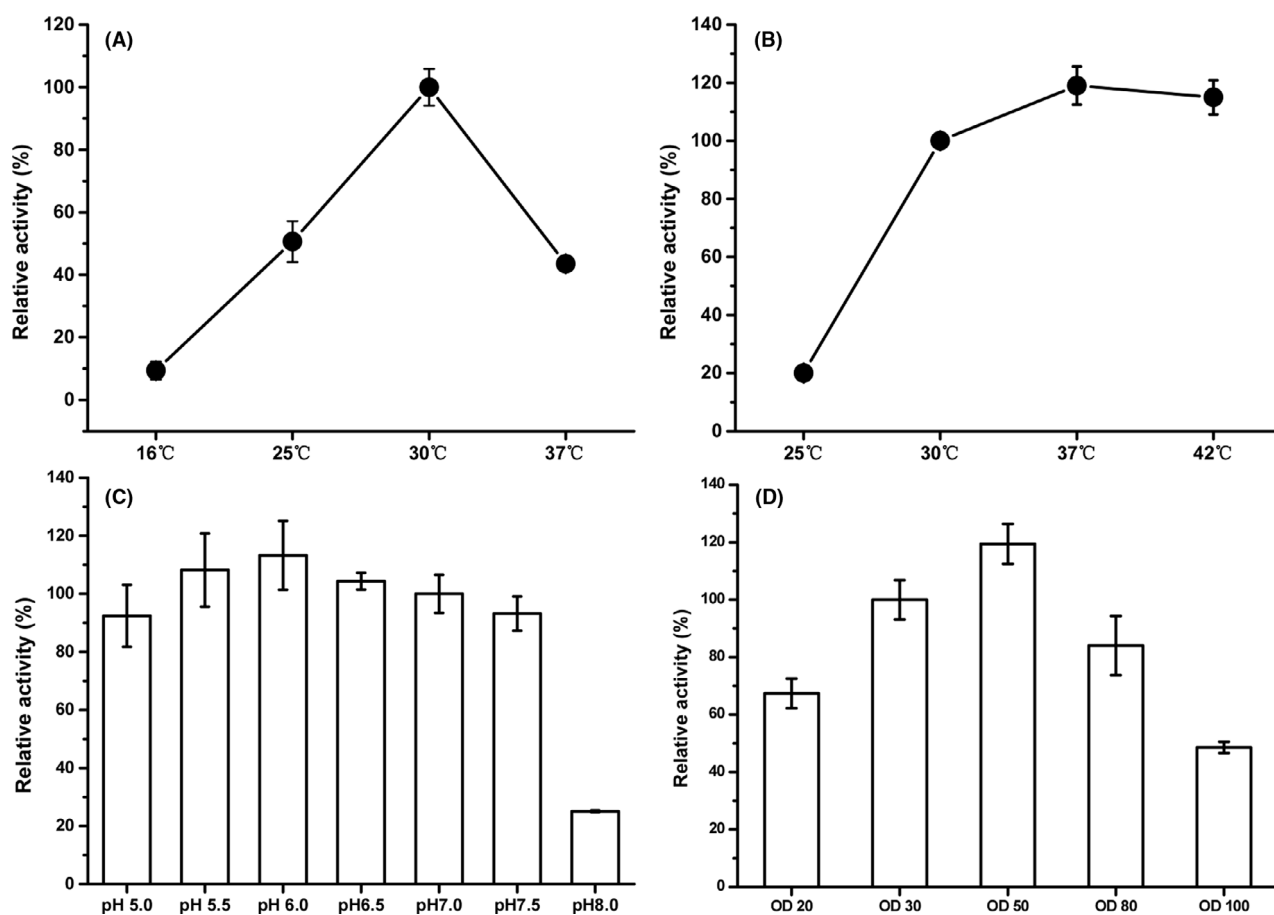 (A)
Relative activity (%)
120
100
80
60
40
20
0
16℃ 25℃ 30℃ 37℃
(B)
Relative activity (%)
140
120
100
80
60
40
20
0
25℃ 30℃ 37℃ 42℃
(C)
Relative activity (%)
140
120
100
80
60
40
20
0
pH 5.0 pH 5.5 pH 6.0 pH6.5 pH7.0 pH7.5 pH8.0
(D)
Relative activity (%)
140
120
100
80
60
40
20
0
OD 20 OD 30 OD 50 OD 80 OD 100